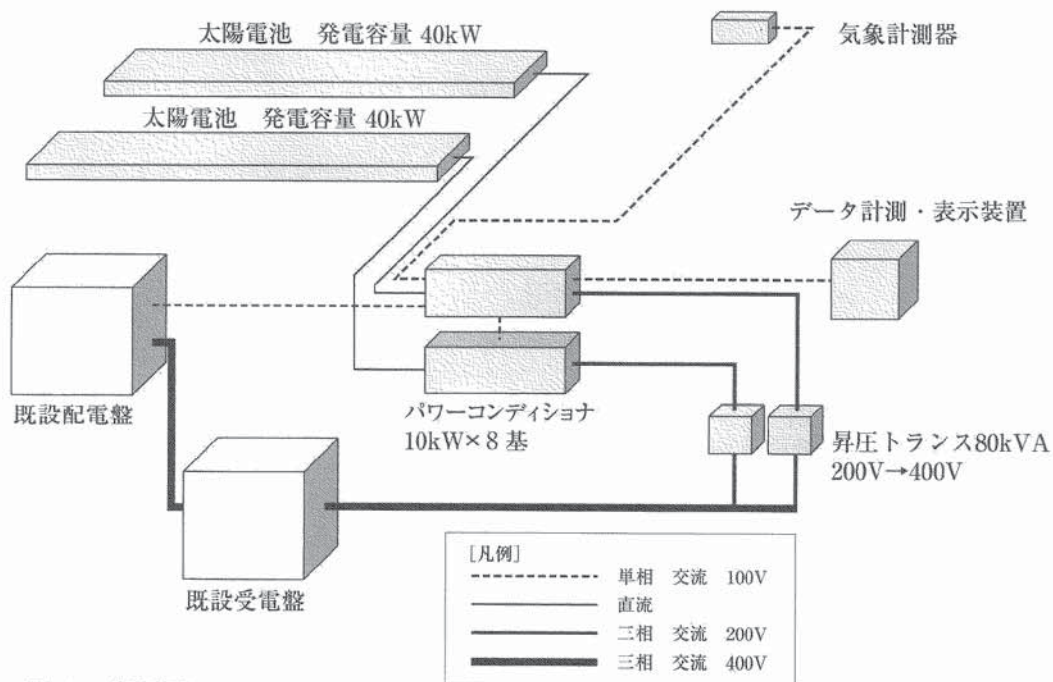 太陽電池　発電容量 40kW
気象計測器
太陽電池　発電容量 40kW
データ計測・表示装置
既設配電盤
パワーコンディショナ
10kW×8 基
昇圧トランス80kVA
200V→400V
既設受電盤
[凡例]
単相　交流　100V
直流
三相　交流　200V
三相　交流　400V